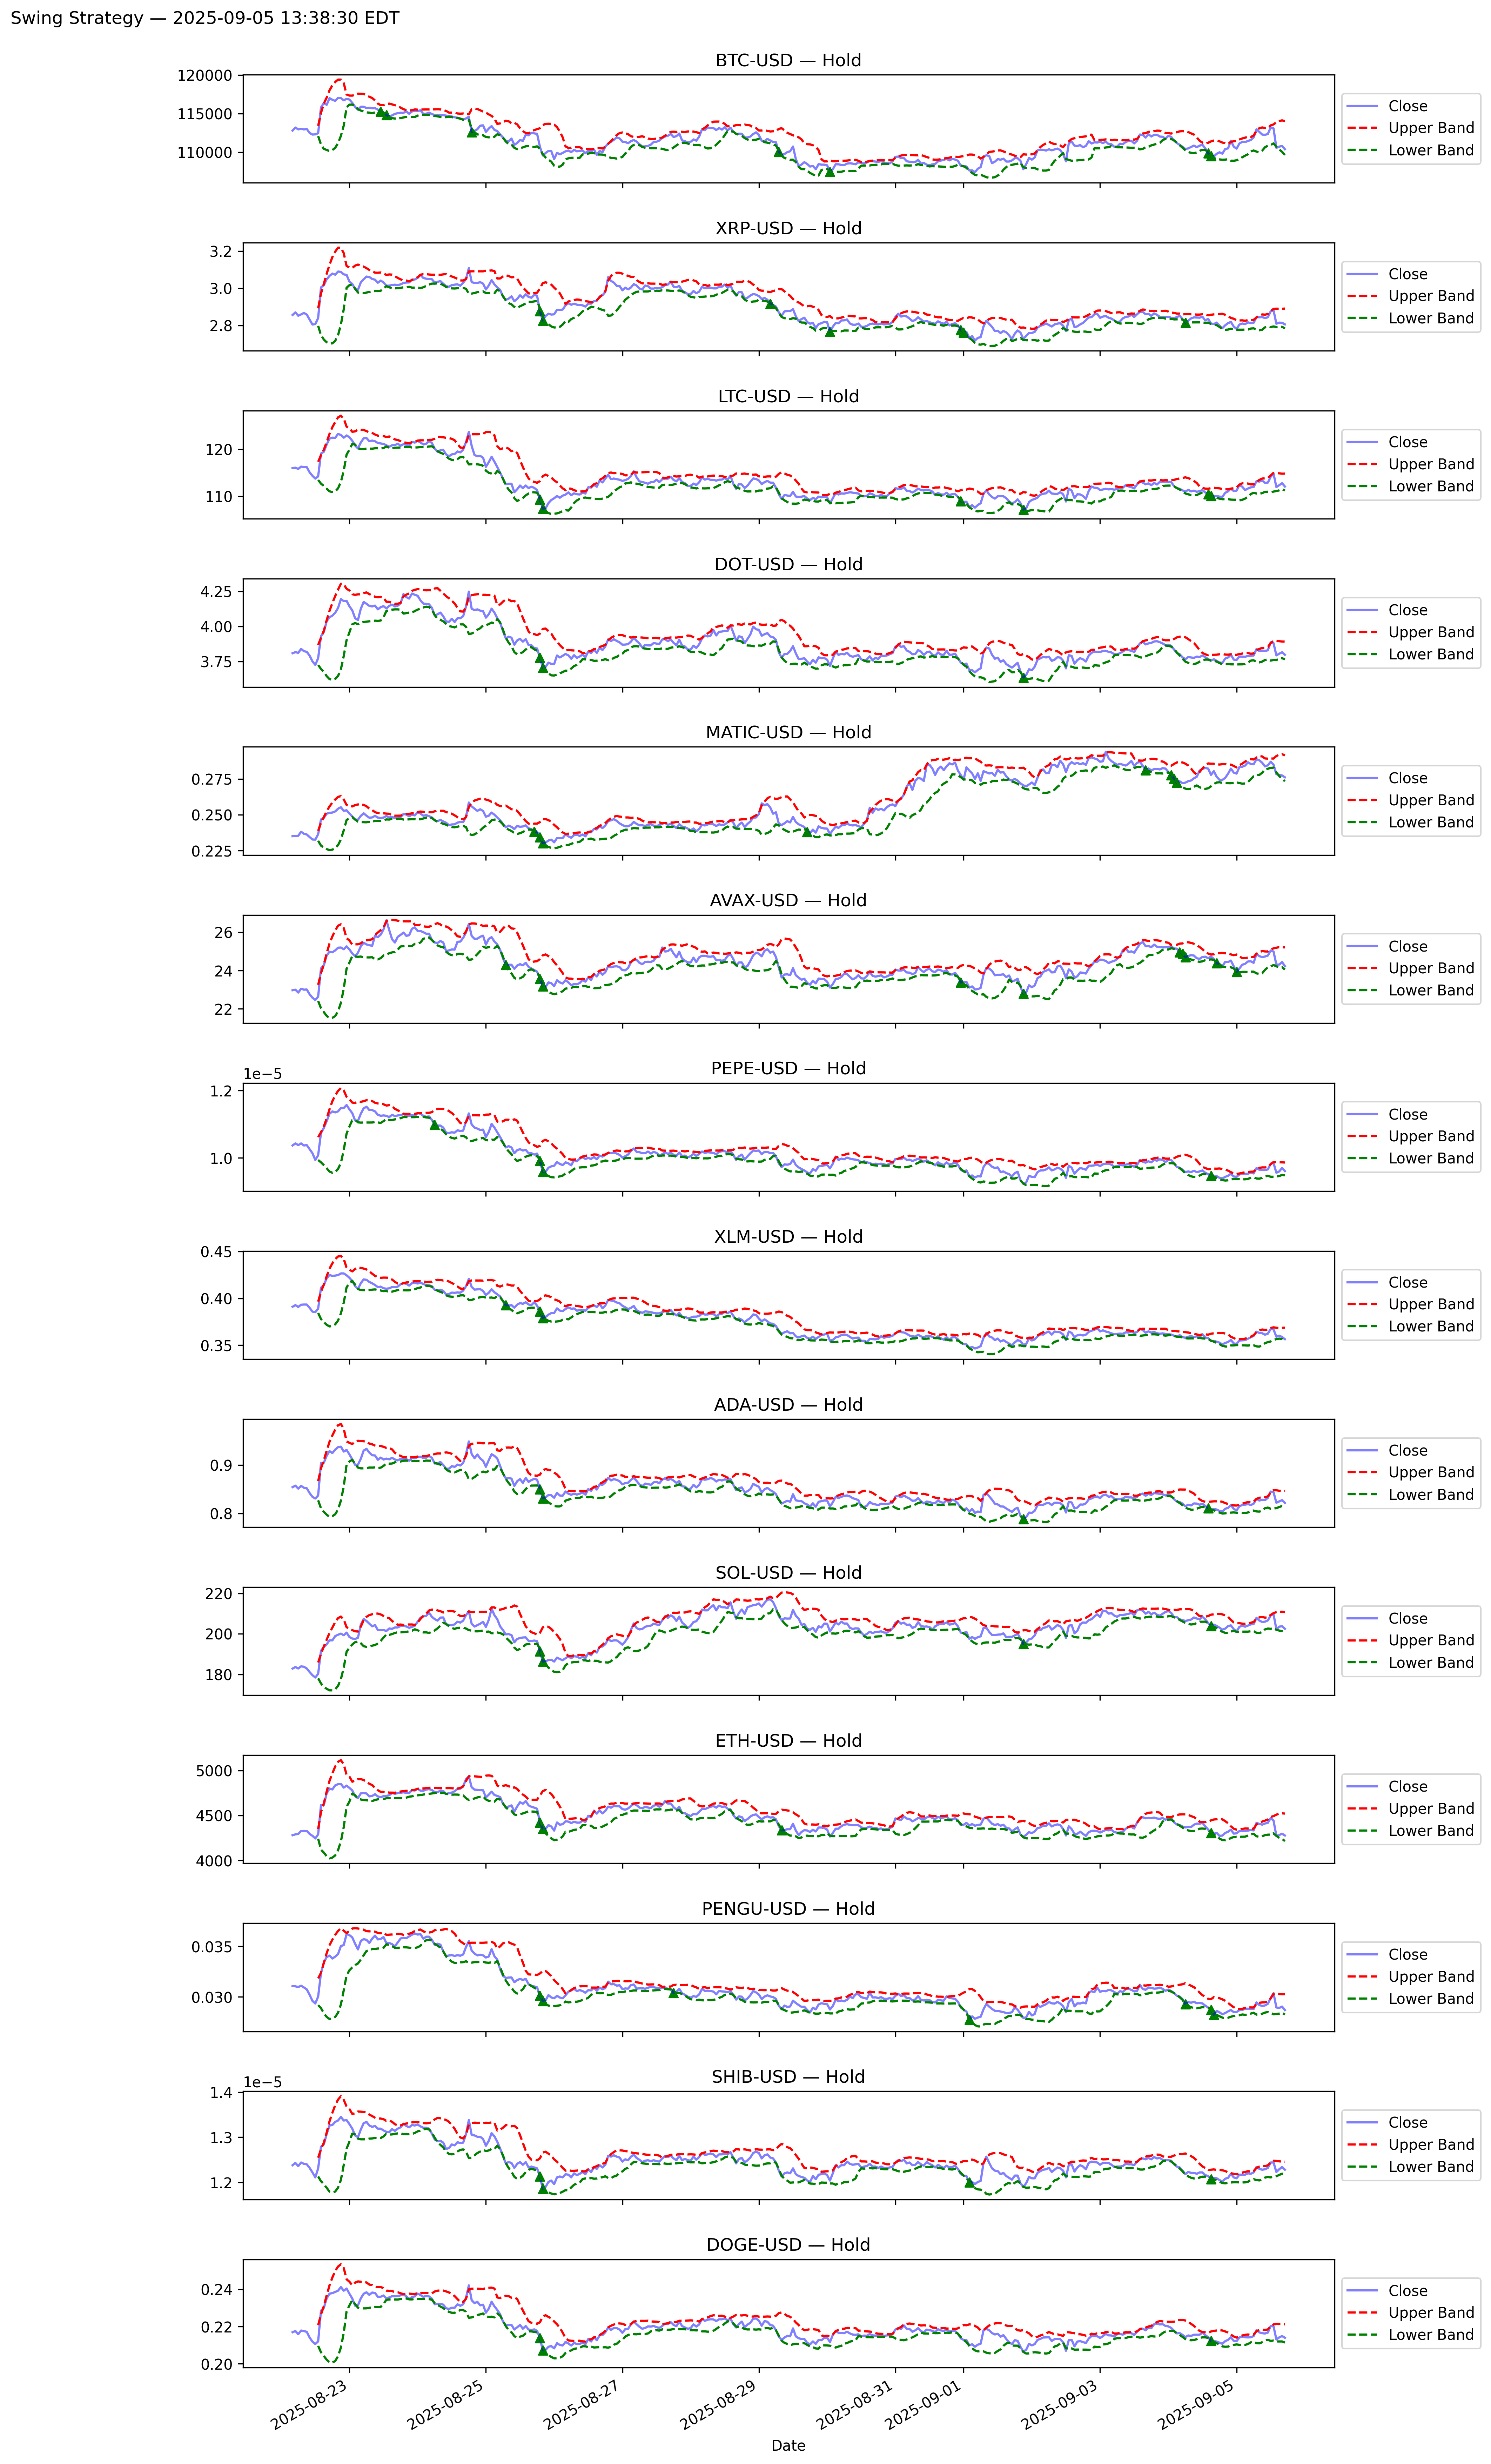 Swing Strategy — 2025-09-05 13:38:30 EDT
BTC-USD — Hold
120000
115000
110000
Close
Upper Band
Lower Band
XRP-USD — Hold
3.2
3.0
2.8
Close
Upper Band
Lower Band
LTC-USD — Hold
120
110
Close
Upper Band
Lower Band
DOT-USD — Hold
4.25
4.00
3.75
Close
Upper Band
Lower Band
MATIC-USD — Hold
0.275
0.250
0.225
Close
Upper Band
Lower Band
AVAX-USD — Hold
26
24
22
Close
Upper Band
Lower Band
PEPE-USD — Hold
1e−5
1.2
1.0
Close
Upper Band
Lower Band
XLM-USD — Hold
0.45
0.40
0.35
Close
Upper Band
Lower Band
ADA-USD — Hold
0.9
0.8
Close
Upper Band
Lower Band
SOL-USD — Hold
220
200
180
Close
Upper Band
Lower Band
ETH-USD — Hold
5000
4500
4000
Close
Upper Band
Lower Band
PENGU-USD — Hold
0.035
0.030
Close
Upper Band
Lower Band
SHIB-USD — Hold
1e−5
1.4
1.3
1.2
Close
Upper Band
Lower Band
DOGE-USD — Hold
0.24
0.22
0.20
Close
Upper Band
Lower Band
2025-08-23
2025-08-25
2025-08-27
2025-08-29
2025-08-31
2025-09-01
2025-09-03
2025-09-05
Date